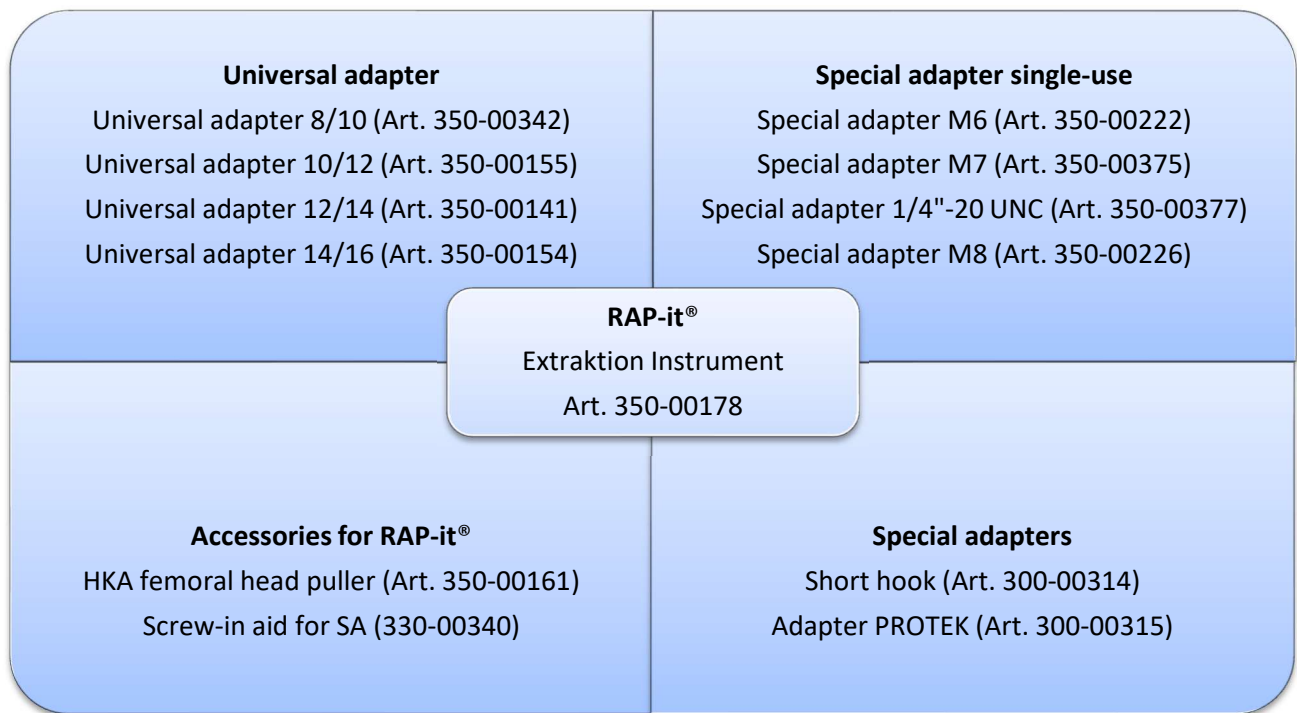 Universal adapter
Universal adapter 8/10 (Art. 350-00342)
Universal adapter 10/12 (Art. 350-00155)
Universal adapter 12/14 (Art. 350-00141)
Universal adapter 14/16 (Art. 350-00154)
Special adapter single-use
Special adapter M6 (Art. 350-00222)
Special adapter M7 (Art. 350-00375)
Special adapter 1/4"-20 UNC (Art. 350-00377)
Special adapter M8 (Art. 350-00226)
RAP-it®
Extraktion Instrument
Art. 350-00178
Accessories for RAP-it®
HKA femoral head puller (Art. 350-00161)
Screw-in aid for SA (330-00340)
Special adapters
Short hook (Art. 300-00314)
Adapter PROTEK (Art. 300-00315)